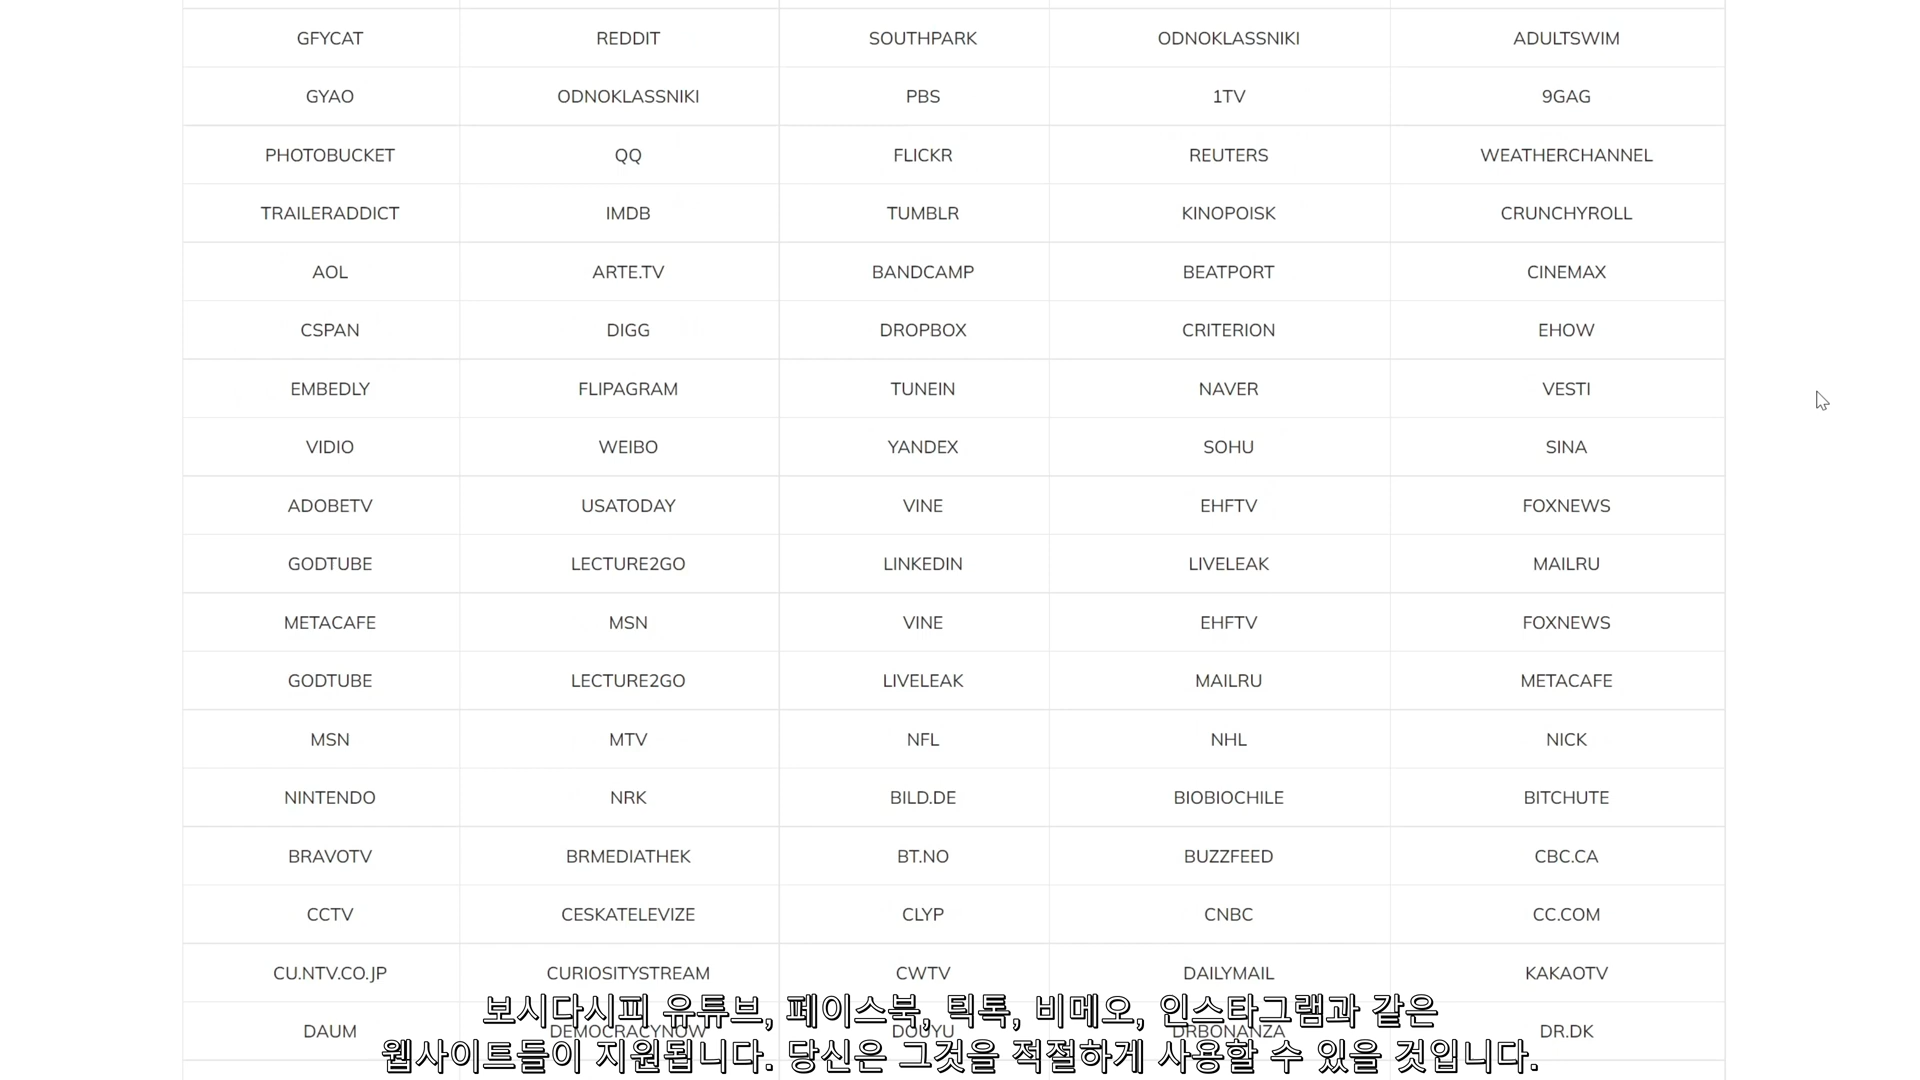 GFYCAT REDDIT SOUTHPARK ODNOKLASSNIKI ADULTSWIM
GYAO ODNOKLASSNIKI PBS 1TV 9GAG
PHOTOBUCKET QQ FLICKR REUTERS WEATHERCHANNEL
TRAILERADDICT IMDB TUMBLR KINOPOISK CRUNCHYROLL
AOL ARTE.TV BANDCAMP BEATPORT CINEMAX
CSPAN DIGG DROPBOX CRITERION EHOW
EMBEDLY FLIPAGRAM TUNEIN NAVER VESTI
VIDIO WEIBO YANDEX SOHU SINA
ADOBETV USATODAY VINE EHFTV FOXNEWS
GODTUBE LECTURE2GO LINKEDIN LIVELEAK MAILRU
METACAFE MSN VINE EHFTV FOXNEWS
GODTUBE LECTURE2GO LIVELEAK MAILRU METACAFE
MSN MTV NFL NHL NICK
NINTENDO NRK BILD.DE BIOBIOCHILE BITCHUTE
BRAVOTV BRMEDIATHEK BT.NO BUZZFEED CBC.CA
CCTV CESKATELEVIZE CLYP CNBC CC.COM
CU.NTV.CO.JP CURIOSITYSTREAM CWTV DAILYMAIL KAKAOTV
보시다시피 유튜브, 페이스북, 틱톡, 비메오, 인스타그램과 같은
DAUM DEMOCRACYNOW DOUYU DRBONANZA DR.DK
웹사이트들이 지원됩니다. 당신은 그것을 적절하게 사용할 수 있을 것입니다.